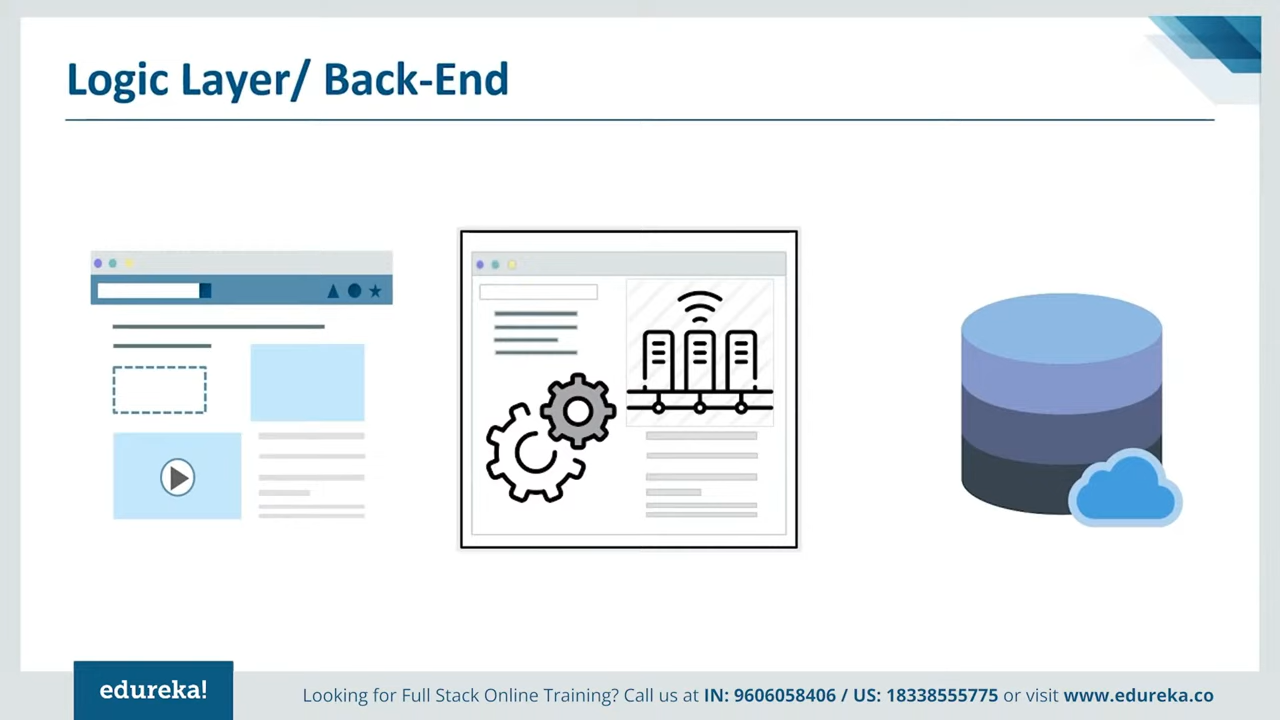 Logic Layer/ Back-End
edureka!
Looking for Full Stack Online Training? Call us at IN: 9606058406 / US: 18338555775 or visit www.edureka.co